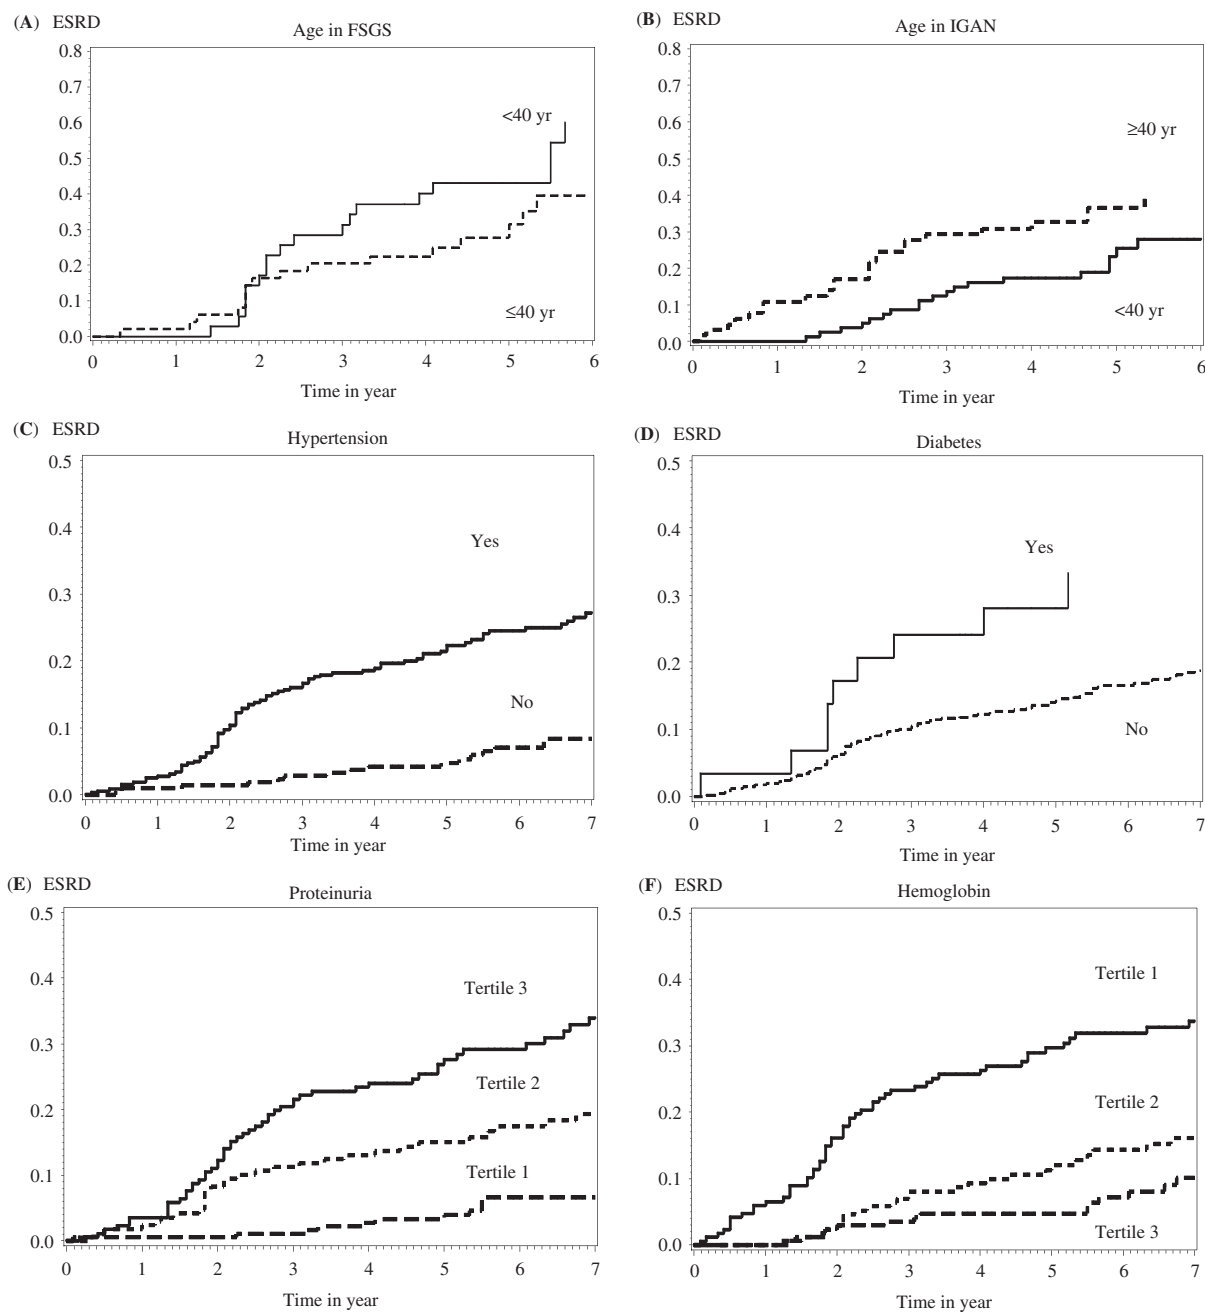 (A) ESRD
Age in FSGS
0.8
0.7
0.6
0.5
0.4
0.3
0.2
0.1
0.0
<40 yr
≤40 yr
0 1 2 3 4 5 6
Time in year
(B) ESRD
Age in IGAN
0.8
0.7
0.6
0.5
0.4
0.3
0.2
0.1
0.0
≥40 yr
<40 yr
0 1 2 3 4 5 6
Time in year
(C) ESRD
Hypertension
0.5
0.4
0.3
0.2
0.1
0.0
Yes
No
0 1 2 3 4 5 6 7
Time in year
(D) ESRD
Diabetes
0.5
0.4
0.3
0.2
0.1
0.0
Yes
No
0 1 2 3 4 5 6 7
Time in year
(E) ESRD
Proteinuria
0.5
0.4
0.3
0.2
0.1
0.0
Tertile 3
Tertile 2
Tertile 1
0 1 2 3 4 5 6 7
Time in year
(F) ESRD
Hemoglobin
0.5
0.4
0.3
0.2
0.1
0.0
Tertile 1
Tertile 2
Tertile 3
0 1 2 3 4 5 6 7
Time in year